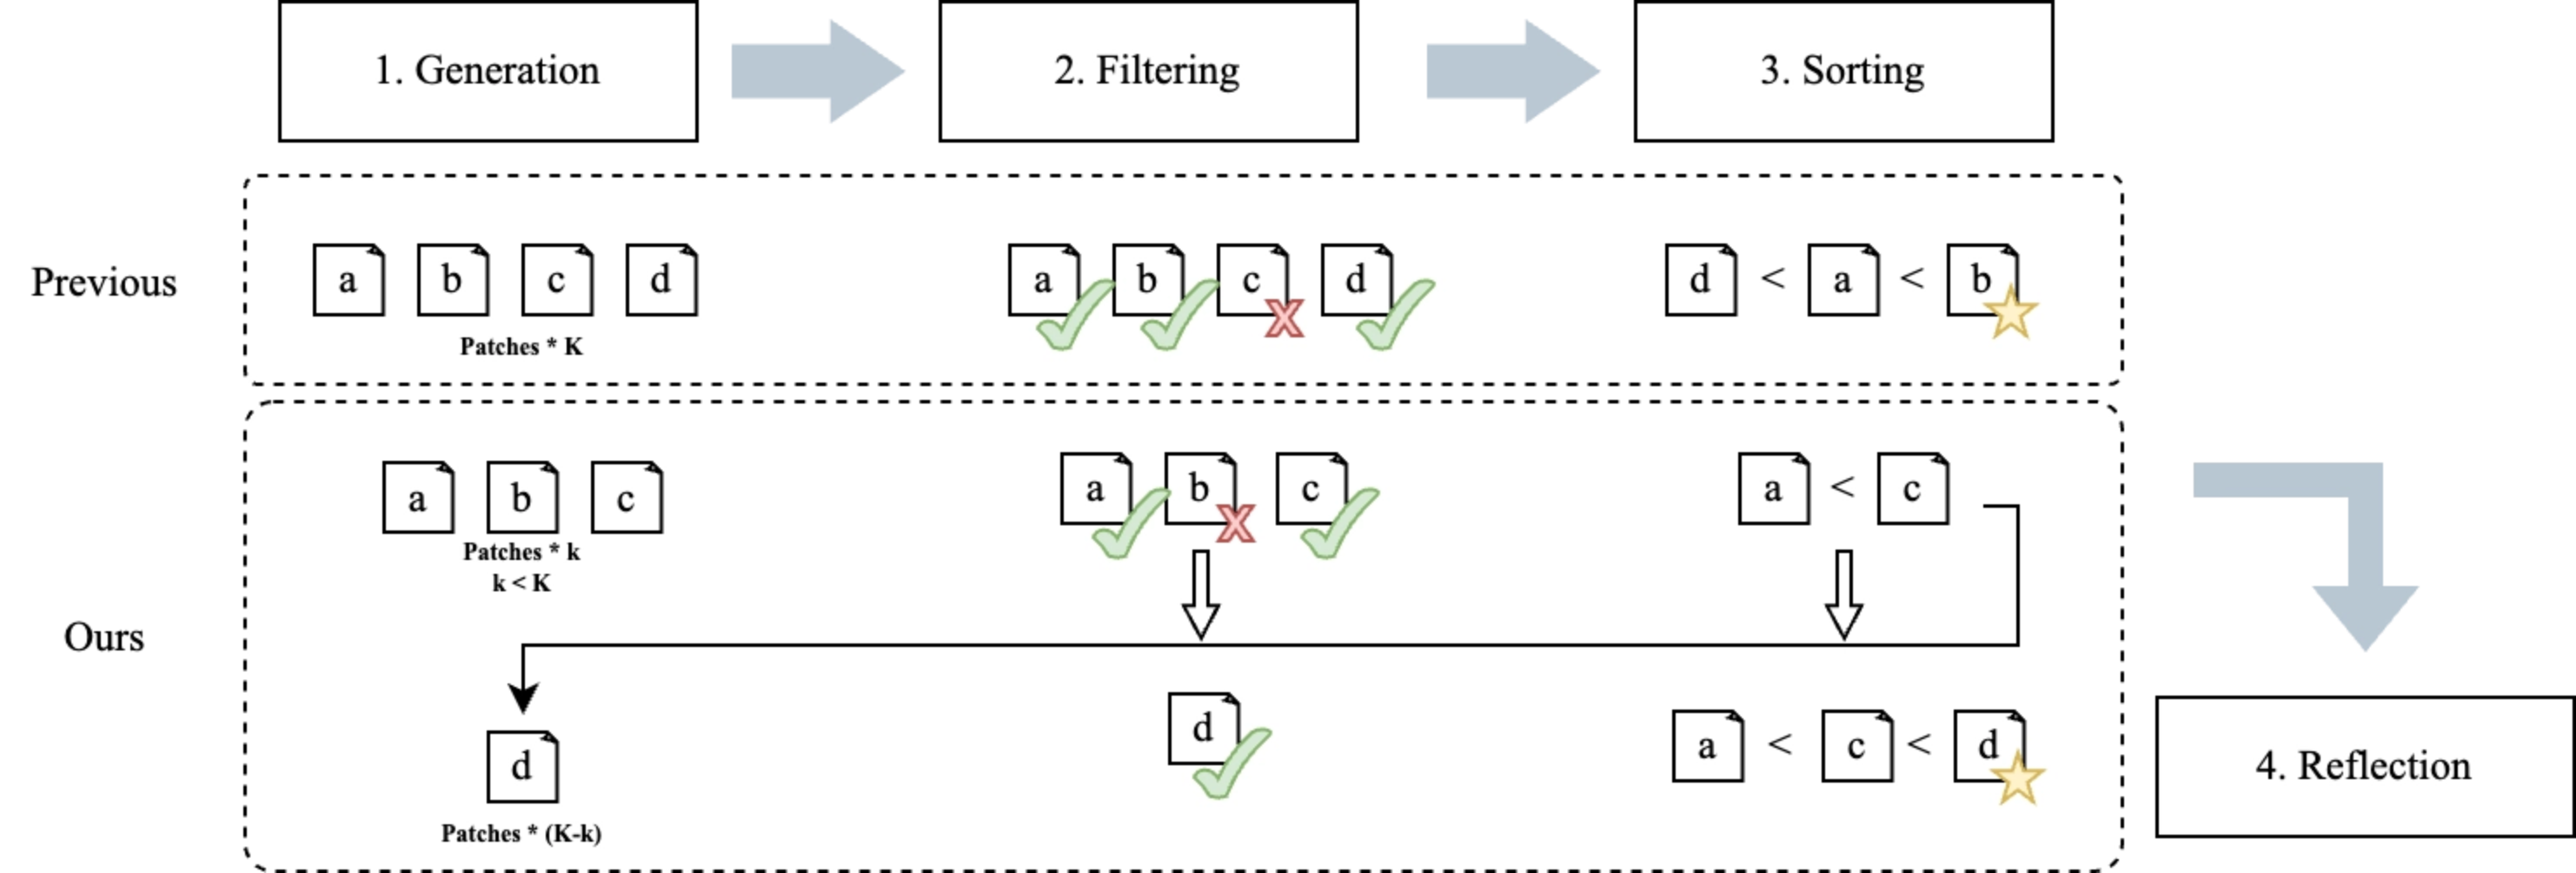 1. Generation
2. Filtering
3. Sorting
Previous
a b c d
Patches * K
a b c d
X
d < a < b
Ours
a b c
Patches * k
k < K
a b c
X
a < c
d
Patches * (K-k)
d
a < c < d
4. Reflection